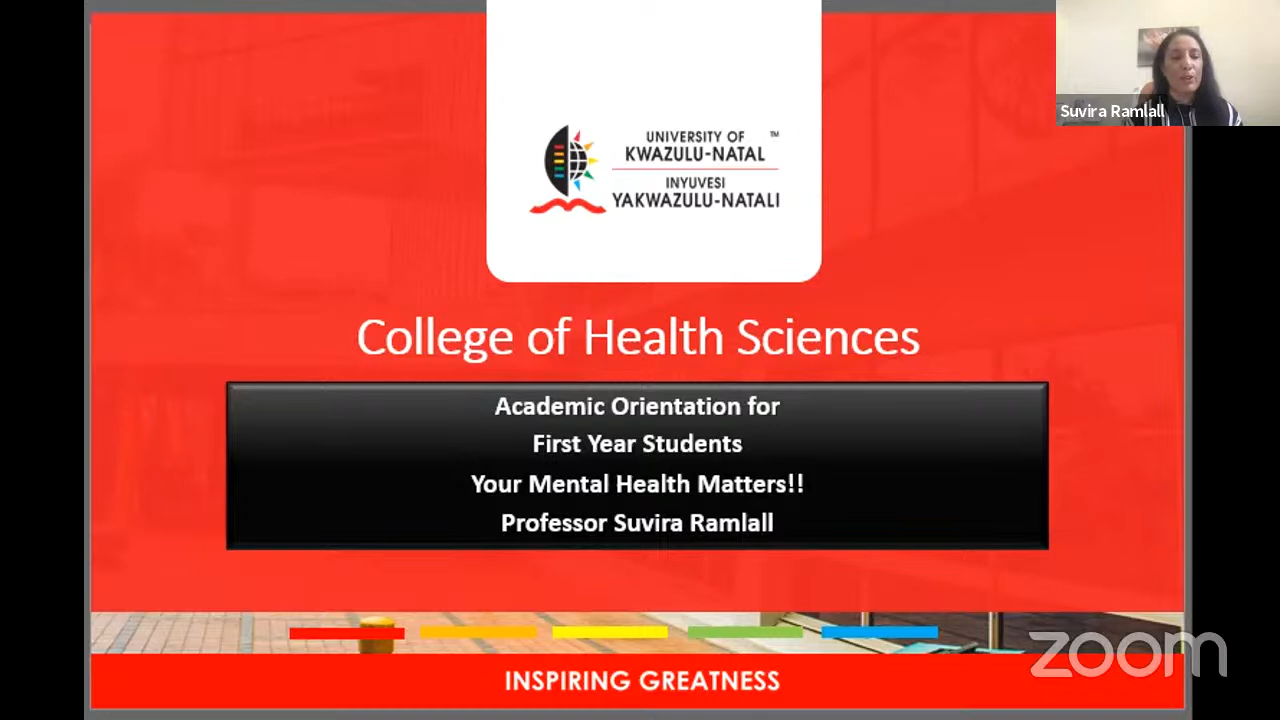 UNIVERSITY OF ™
KWAZULU-NATAL
INYUVESI
YAKWAZULU-NATALI
Suvira Ramlall
College of Health Sciences
Academic Orientation for
First Year Students
Your Mental Health Matters!!
Professor Suvira Ramlall
zoom
INSPIRING GREATNESS